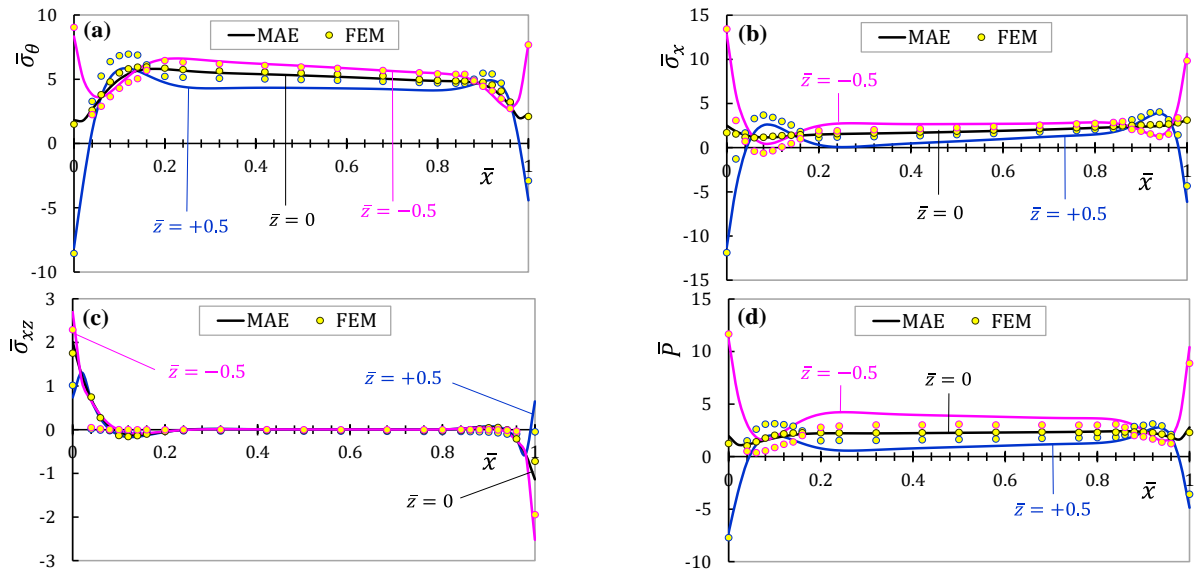 (a)
MAE FEM
σ̄θ
10
5
0
-5
-10
0 0.2 0.4 0.6 0.8 1
x̄
z̄ = +0.5
z̄ = 0
z̄ = −0.5
(b)
MAE FEM
σ̄x
15
10
5
0
-5
-10
-15
0 0.2 0.4 0.6 0.8 1
x̄
z̄ = −0.5
z̄ = 0
z̄ = +0.5
(c)
MAE FEM
σ̄xz
3
2
1
0
-1
-2
-3
0 0.2 0.4 0.6 0.8 1
x̄
z̄ = −0.5
z̄ = +0.5
z̄ = 0
(d)
MAE FEM
P̄
15
10
5
0
-5
-10
0 0.2 0.4 0.6 0.8 1
x̄
z̄ = −0.5
z̄ = 0
z̄ = +0.5